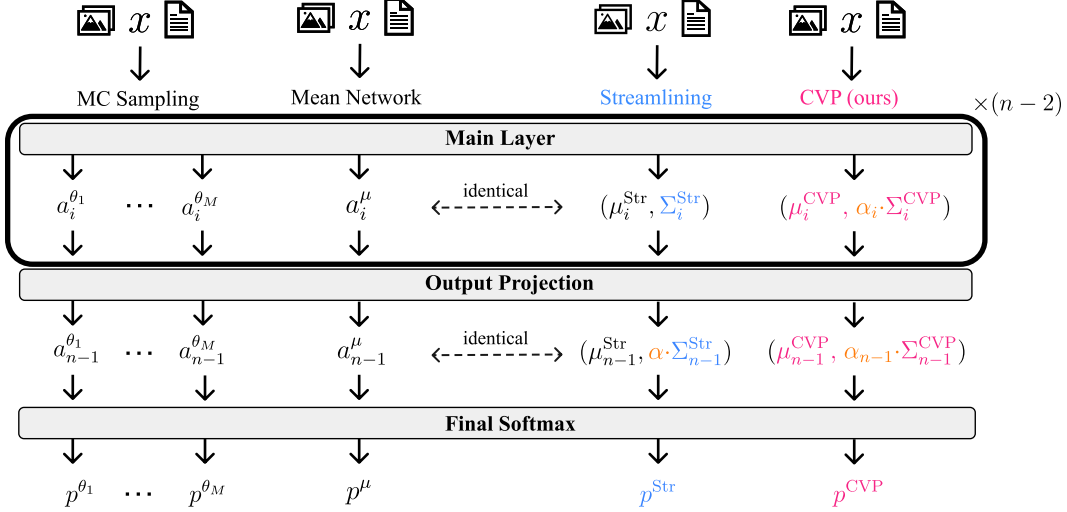 x x x x
MC Sampling Mean Network Streamlining CVP (ours) ×(n − 2)
Main Layer
a_i^{θ_1} ··· a_i^{θ_M} a_i^μ identical (μ_i^{Str}, Σ_i^{Str}) (μ_i^{CVP}, α_i·Σ_i^{CVP})
Output Projection
a_{n−1}^{θ_1} ··· a_{n−1}^{θ_M} a_{n−1}^μ identical (μ_{n−1}^{Str}, α·Σ_{n−1}^{Str}) (μ_{n−1}^{CVP}, α_{n−1}·Σ_{n−1}^{CVP})
Final Softmax
p^{θ_1} ··· p^{θ_M} p^μ p^{Str} p^{CVP}